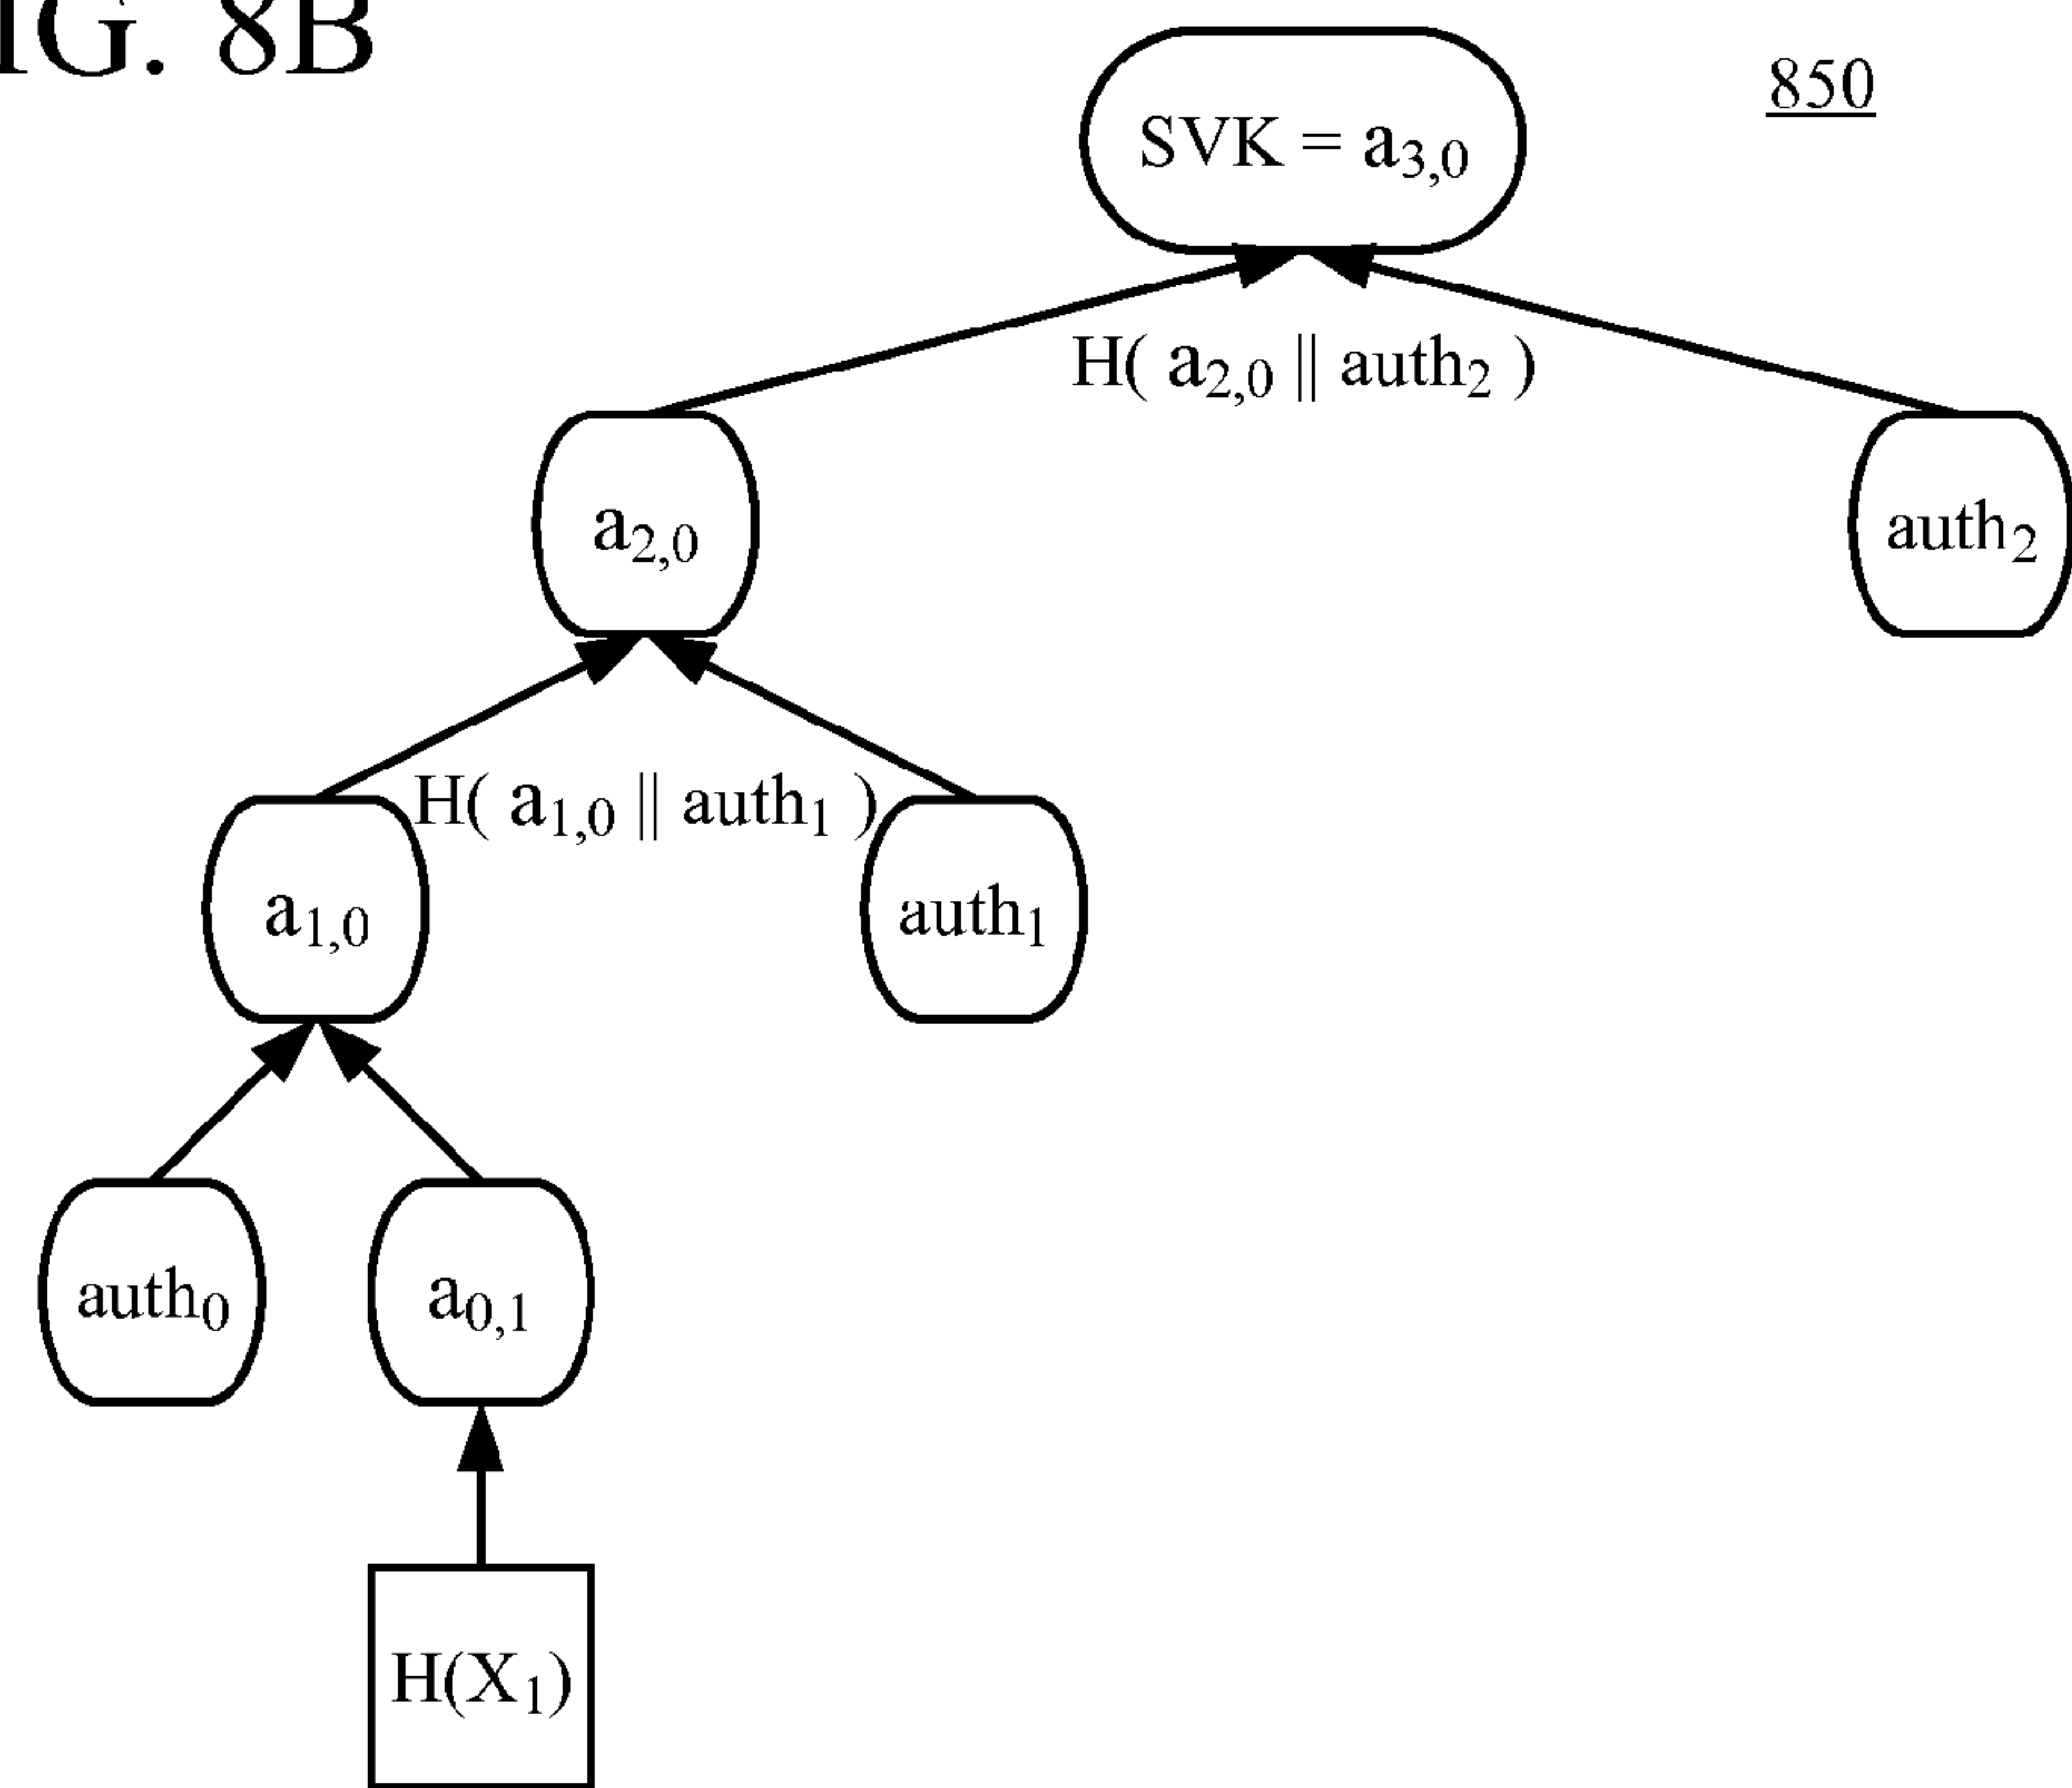 IG. 8B
850
SVK = a3,0
H( a2,0 || auth2 )
a2,0
auth2
H( a1,0 || auth1 )
a1,0
auth1
auth0
a0,1
H(X1)